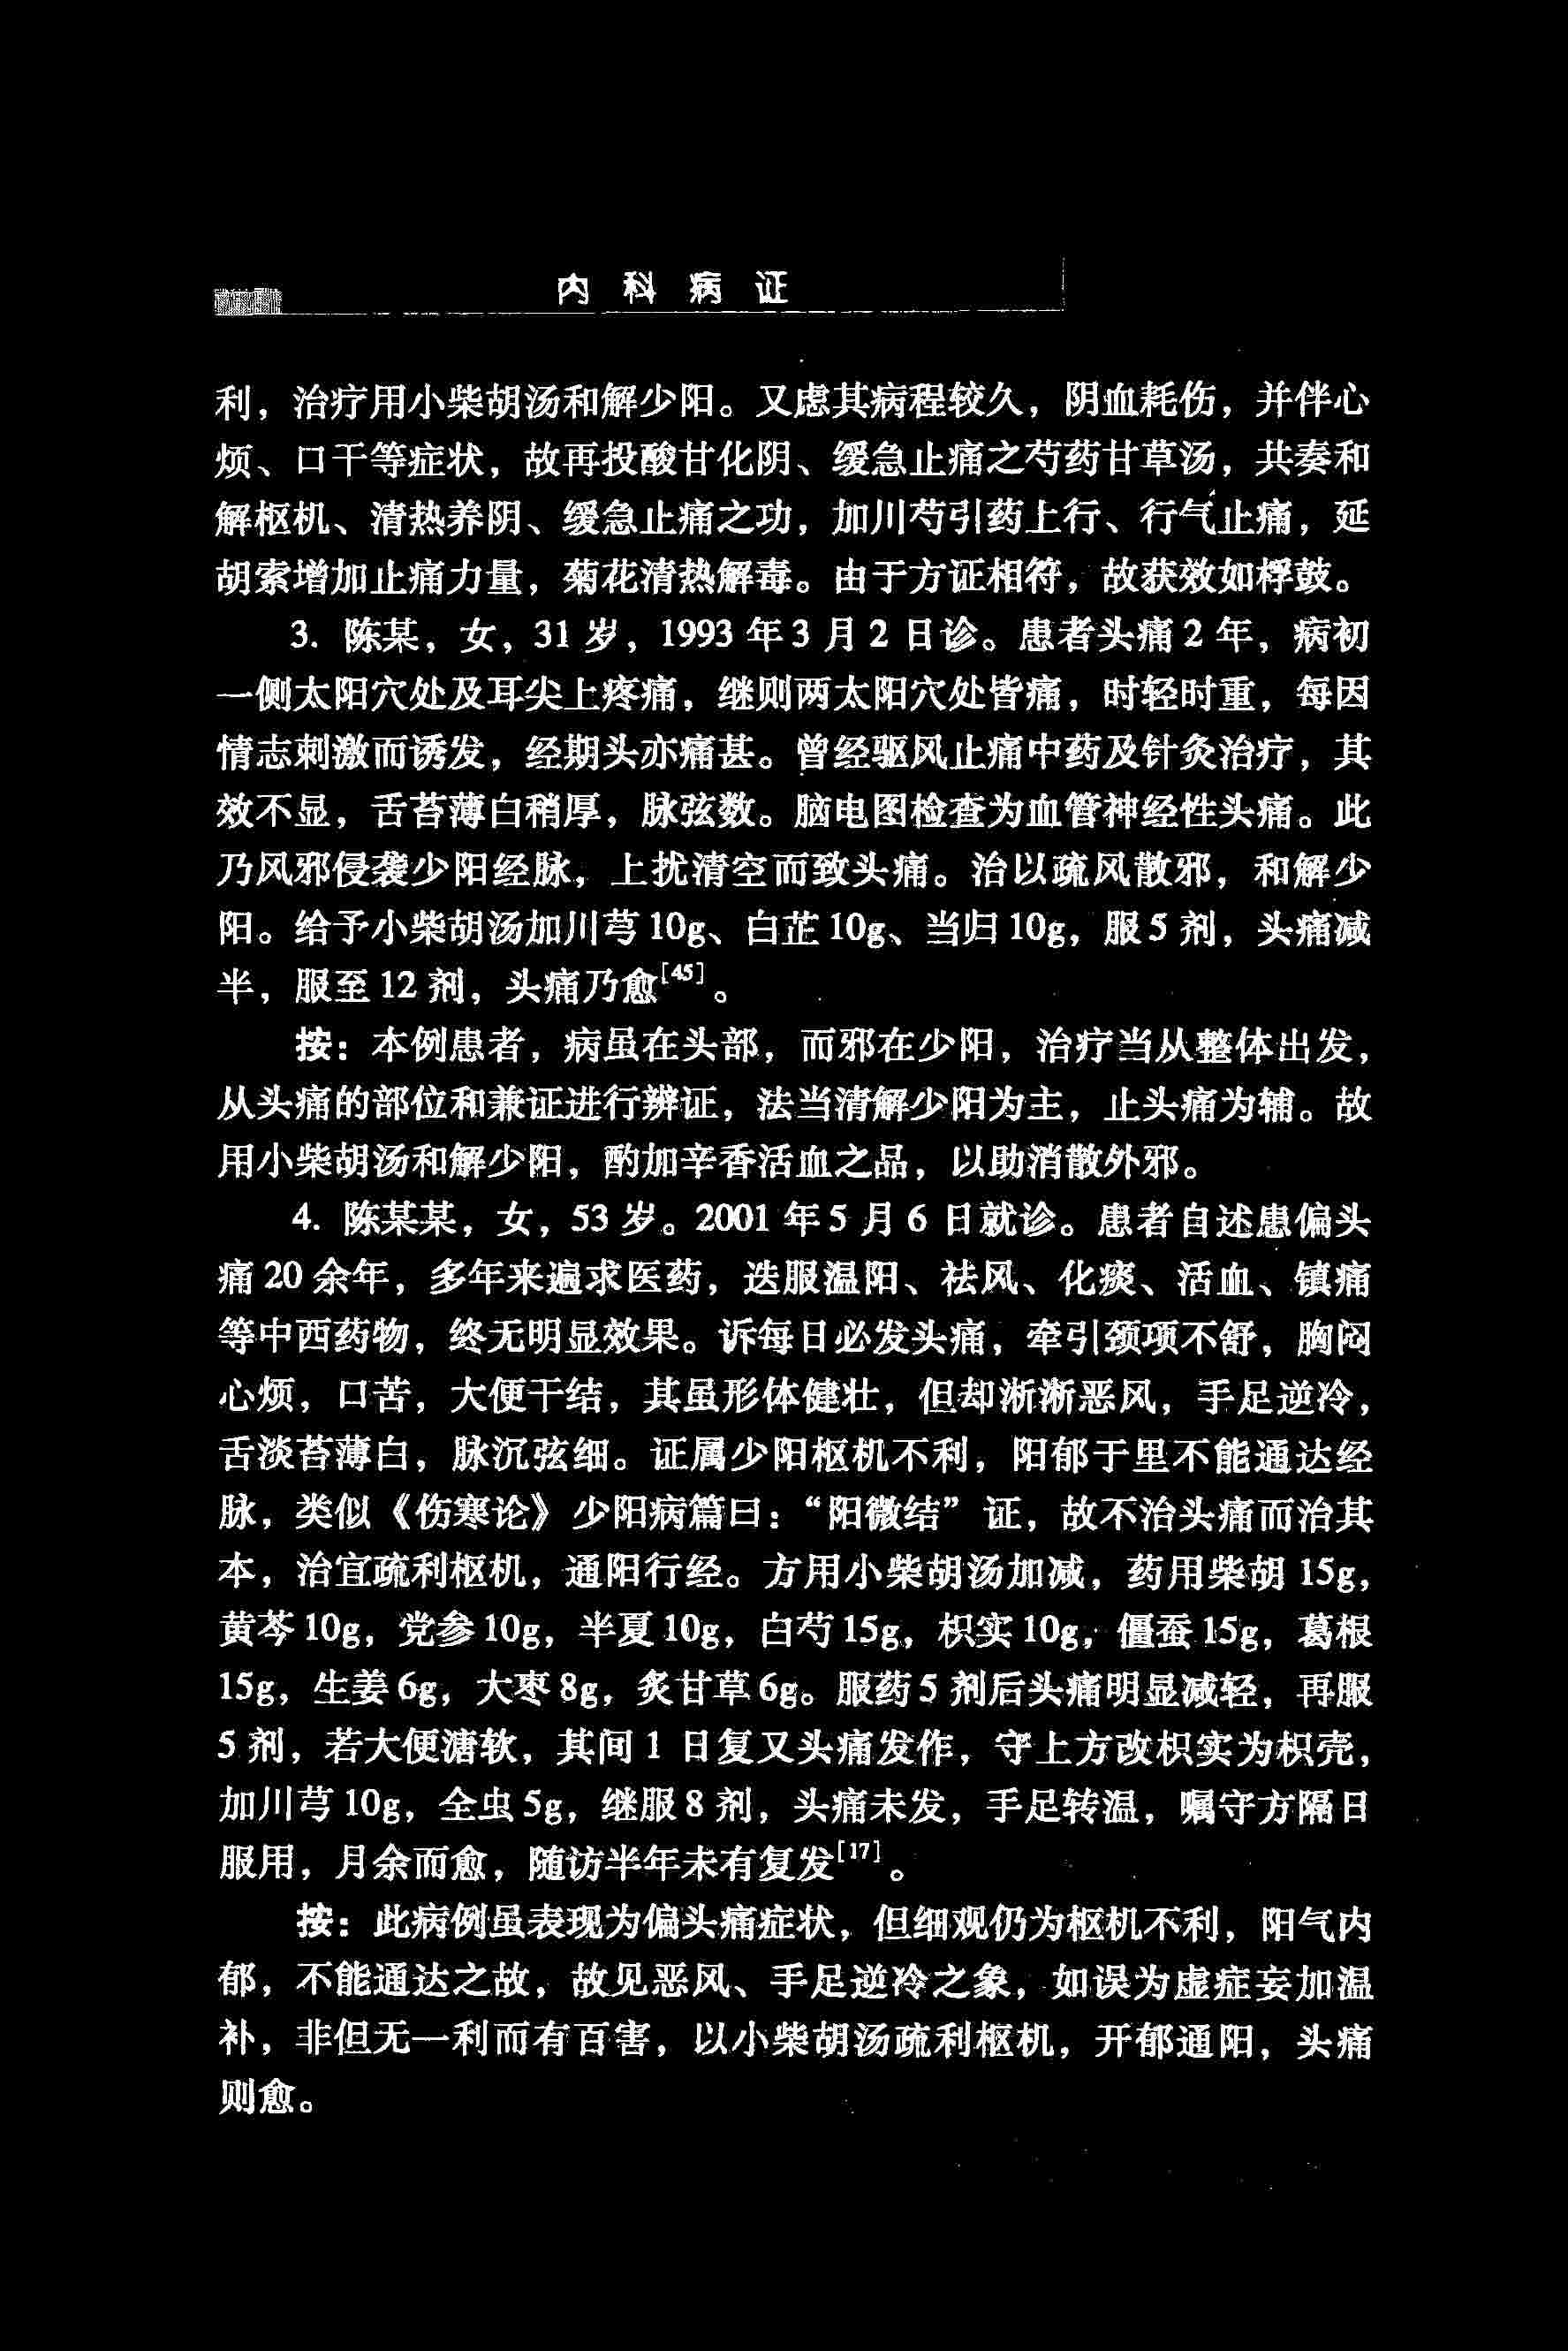 内科病证
利，治疗用小柴胡汤和解少阳。又虑其病程较久，阴血耗伤，并伴心
烦、口干等症状，故再投酸甘化阴、缓急止痛之芍药甘草汤，共奏和
解枢机、清热养阴、缓急止痛之功，加川芎引药上行、行气止痛，延
胡索增加止痛力量，菊花清热解毒。由于方证相符，故获效如桴鼓。
3. 陈某，女，31 岁，1993 年 3 月 2 日诊。患者头痛 2 年，病初
一侧太阳穴处及耳尖上疼痛，继则两太阳穴处皆痛，时轻时重，每因
情志刺激而诱发，经期头亦痛甚。曾经驱风止痛中药及针灸治疗，其
效不显，舌苔薄白稍厚，脉弦数。脑电图检查为血管神经性头痛。此
乃风邪侵袭少阳经脉，上扰清空而致头痛。治以疏风散邪，和解少
阳。给予小柴胡汤加川芎 10g、白芷 10g、当归 10g，服 5 剂，头痛减
半，服至 12 剂，头痛乃愈[45]。
按：本例患者，病虽在头部，而邪在少阳，治疗当从整体出发，
从头痛的部位和兼证进行辨证，法当清解少阳为主，止头痛为辅。故
用小柴胡汤和解少阳，酌加辛香活血之品，以助消散外邪。
4. 陈某某，女，53 岁。2001 年 5 月 6 日就诊。患者自述患偏头
痛 20 余年，多年来遍求医药，迭服温阳、祛风、化痰、活血、镇痛
等中西药物，终无明显效果。诉每日必发头痛，牵引颈项不舒，胸闷
心烦，口苦，大便干结，其虽形体健壮，但却淅淅恶风，手足逆冷，
舌淡苔薄白，脉沉弦细。证属少阳枢机不利，阳郁于里不能通达经
脉，类似《伤寒论》少阳病篇曰：“阳微结”证，故不治头痛而治其
本，治宜疏利枢机，通阳行经。方用小柴胡汤加减，药用柴胡 15g，
黄芩 10g，党参 10g，半夏 10g，白芍 15g，枳实 10g，僵蚕 15g，葛根
15g，生姜 6g，大枣 8g，炙甘草 6g。服药 5 剂后头痛明显减轻，再服
5 剂，若大便溏软，其间 1 日复又头痛发作，守上方改枳实为枳壳，
加川芎 10g，全虫 5g，继服 8 剂，头痛未发，手足转温，嘱守方隔日
服用，月余而愈，随访半年未有复发[17]。
按：此病例虽表现为偏头痛症状，但细观仍为枢机不利，阳气内
郁，不能通达之故，故见恶风、手足逆冷之象，如误为虚症妄加温
补，非但无一利而有百害，以小柴胡汤疏利枢机，开郁通阳，头痛
则愈。